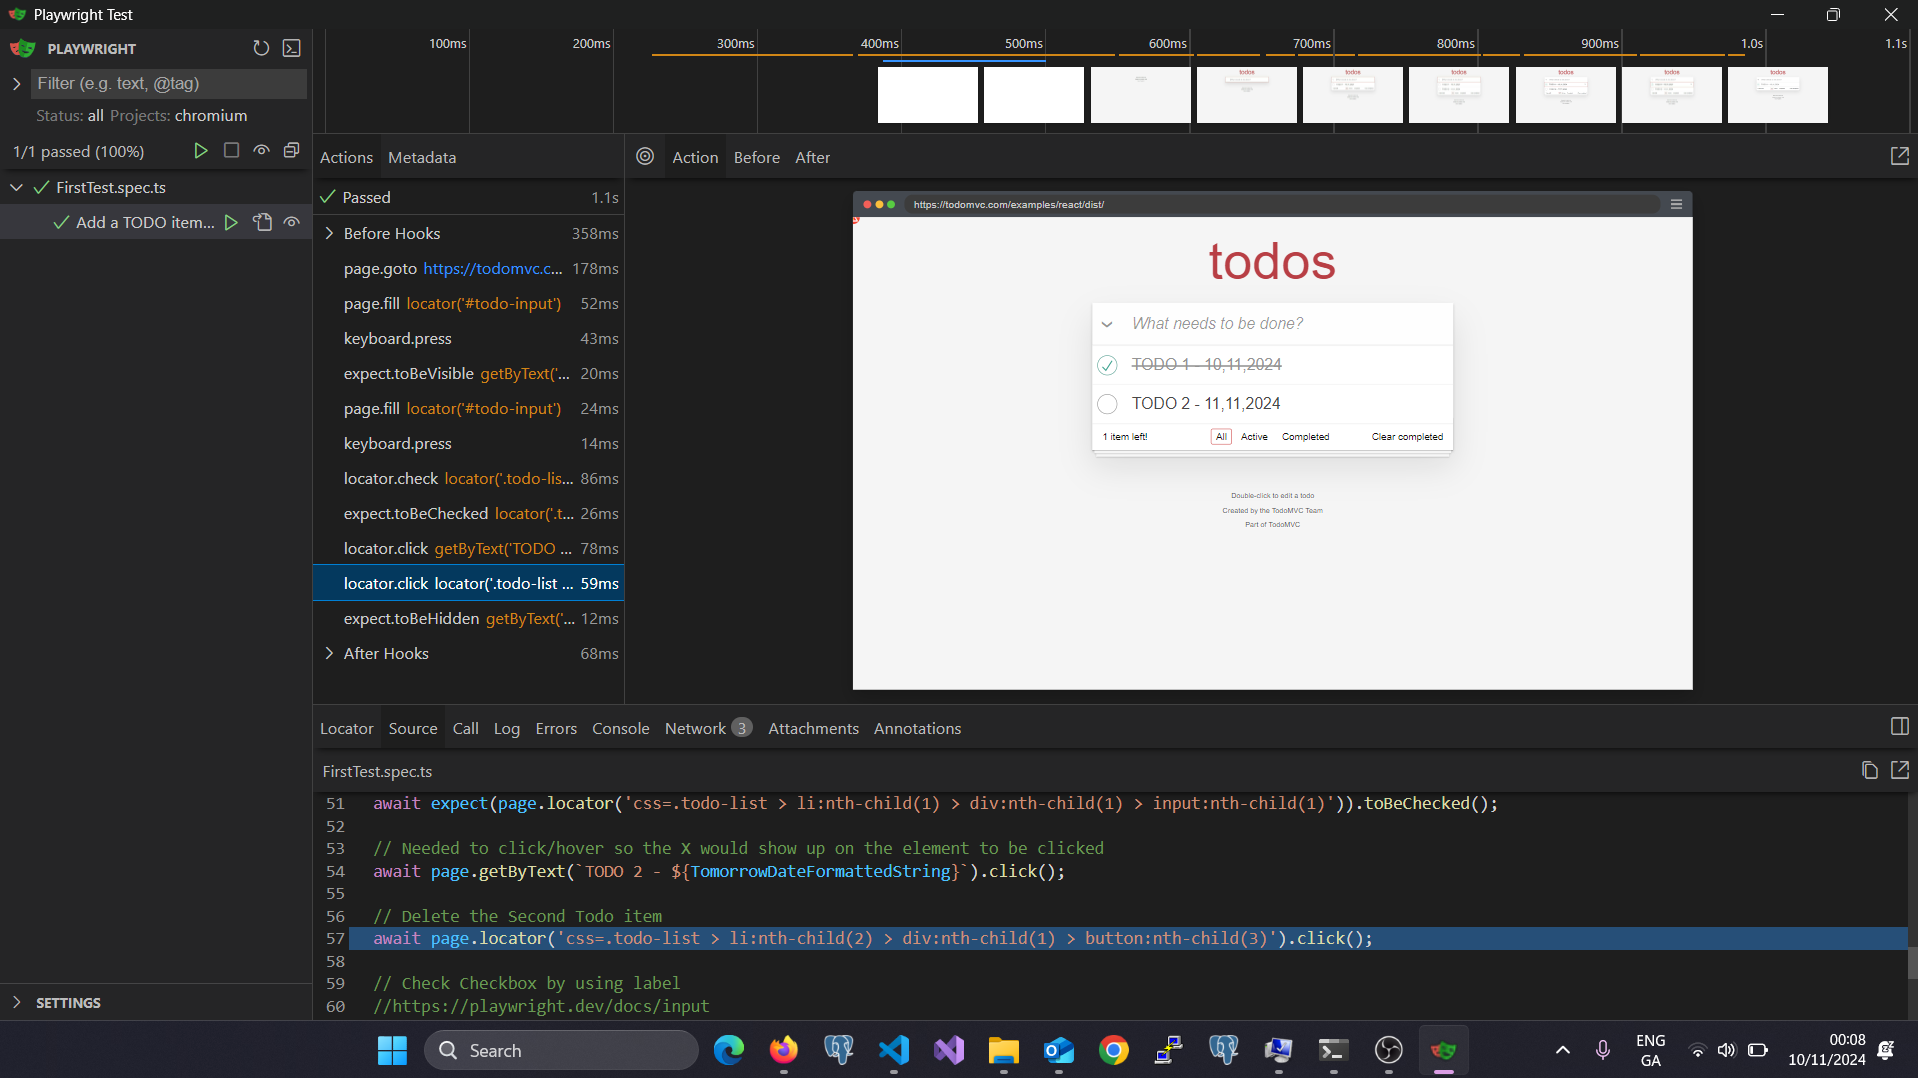 Playwright Test
PLAYWRIGHT
Filter (e.g. text, @tag)
Status: all Projects: chromium
1/1 passed (100%)
FirstTest.spec.ts
Add a TODO item...
SETTINGS
100ms 200ms 300ms 400ms 500ms 600ms 700ms 800ms 900ms 1.0s 1.1s
todos todos todos todos todos todos
Actions Metadata
Passed 1.1s
Before Hooks 358ms
page.goto https://todomvc.c... 178ms
page.fill locator('#todo-input') 52ms
keyboard.press 43ms
expect.toBeVisible getByText('... 20ms
page.fill locator('#todo-input') 24ms
keyboard.press 14ms
locator.check locator('.todo-lis... 86ms
expect.toBeChecked locator('.t... 26ms
locator.click getByText('TODO ... 78ms
locator.click locator('.todo-list ... 59ms
expect.toBeHidden getByText('... 12ms
After Hooks 68ms
Action Before After
https://todomvc.com/examples/react/dist/
todos
What needs to be done?
TODO 1 - 10,11,2024
TODO 2 - 11,11,2024
1 item left! All Active Completed Clear completed
Double-click to edit a todo
Created by the TodoMVC Team
Part of TodoMVC
Locator Source Call Log Errors Console Network 3 Attachments Annotations
FirstTest.spec.ts
51 await expect(page.locator('css=.todo-list > li:nth-child(1) > div:nth-child(1) > input:nth-child(1)')).toBeChecked();
52
53 // Needed to click/hover so the X would show up on the element to be clicked
54 await page.getByText(`TODO 2 - ${TomorrowDateFormattedString}`).click();
55
56 // Delete the Second Todo item
57 await page.locator('css=.todo-list > li:nth-child(2) > div:nth-child(1) > button:nth-child(3)').click();
58
59 // Check Checkbox by using label
60 //https://playwright.dev/docs/input
Search
ENG
GA
00:08
10/11/2024